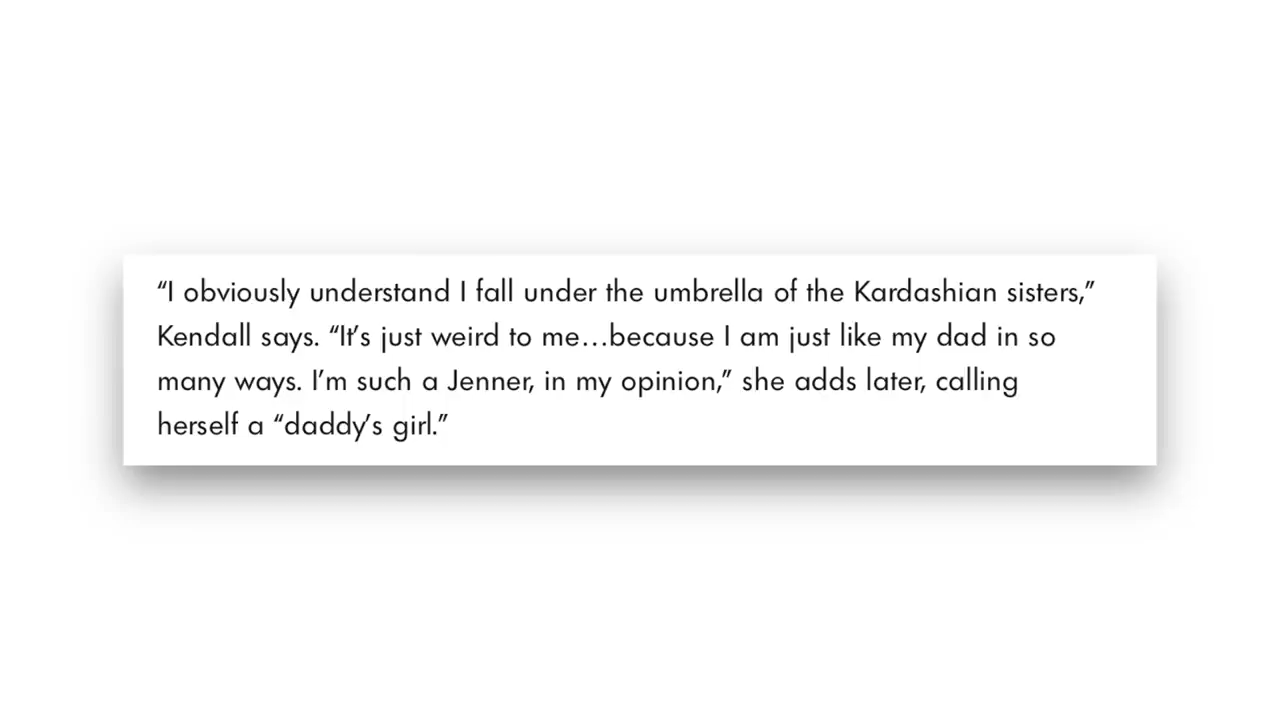 “I obviously understand I fall under the umbrella of the Kardashian sisters,”
Kendall says. “It’s just weird to me…because I am just like my dad in so
many ways. I’m such a Jenner, in my opinion,” she adds later, calling
herself a “daddy’s girl.”